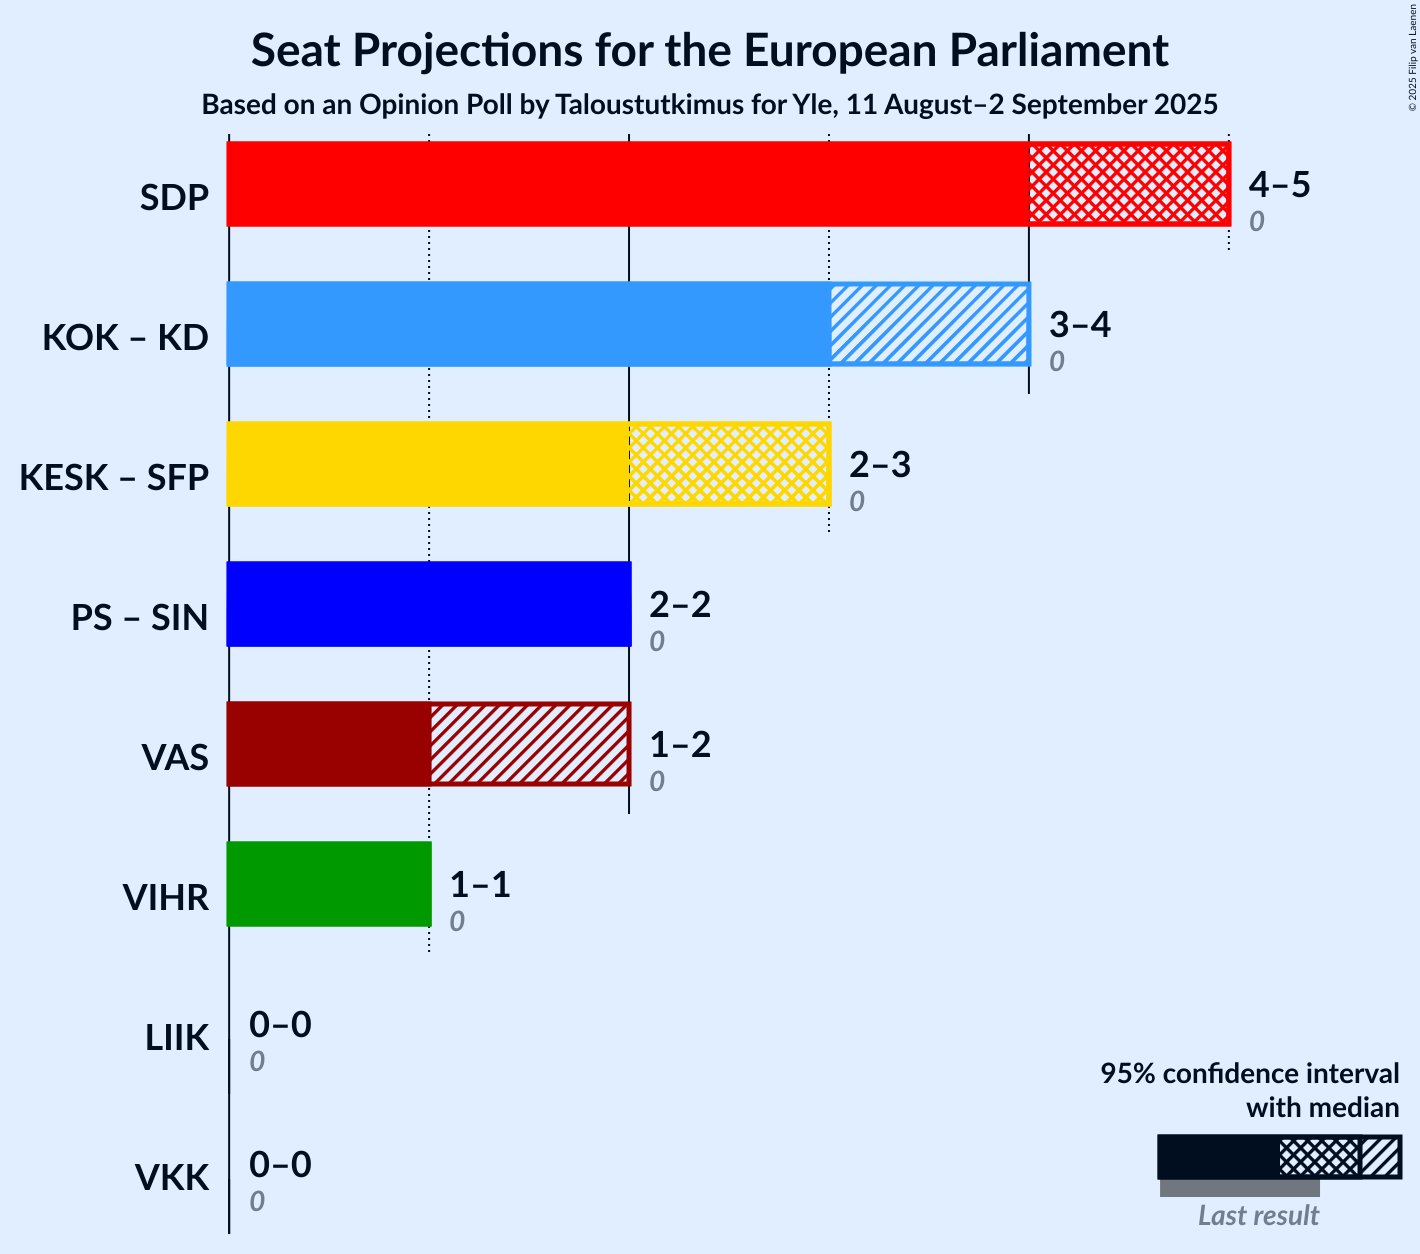 Seat Projections for the European Parliament
Based on an Opinion Poll by Taloustutkimus for Yle, 11 August–2 September 2025
© 2025 Filip van Laenen
SDP
4–5
0
KOK – KD
3–4
0
KESK – SFP
2–3
0
PS – SIN
2–2
0
VAS
1–2
0
VIHR
1–1
0
LIIK
0–0
0
VKK
0–0
0
95% confidence interval
with median
Last result